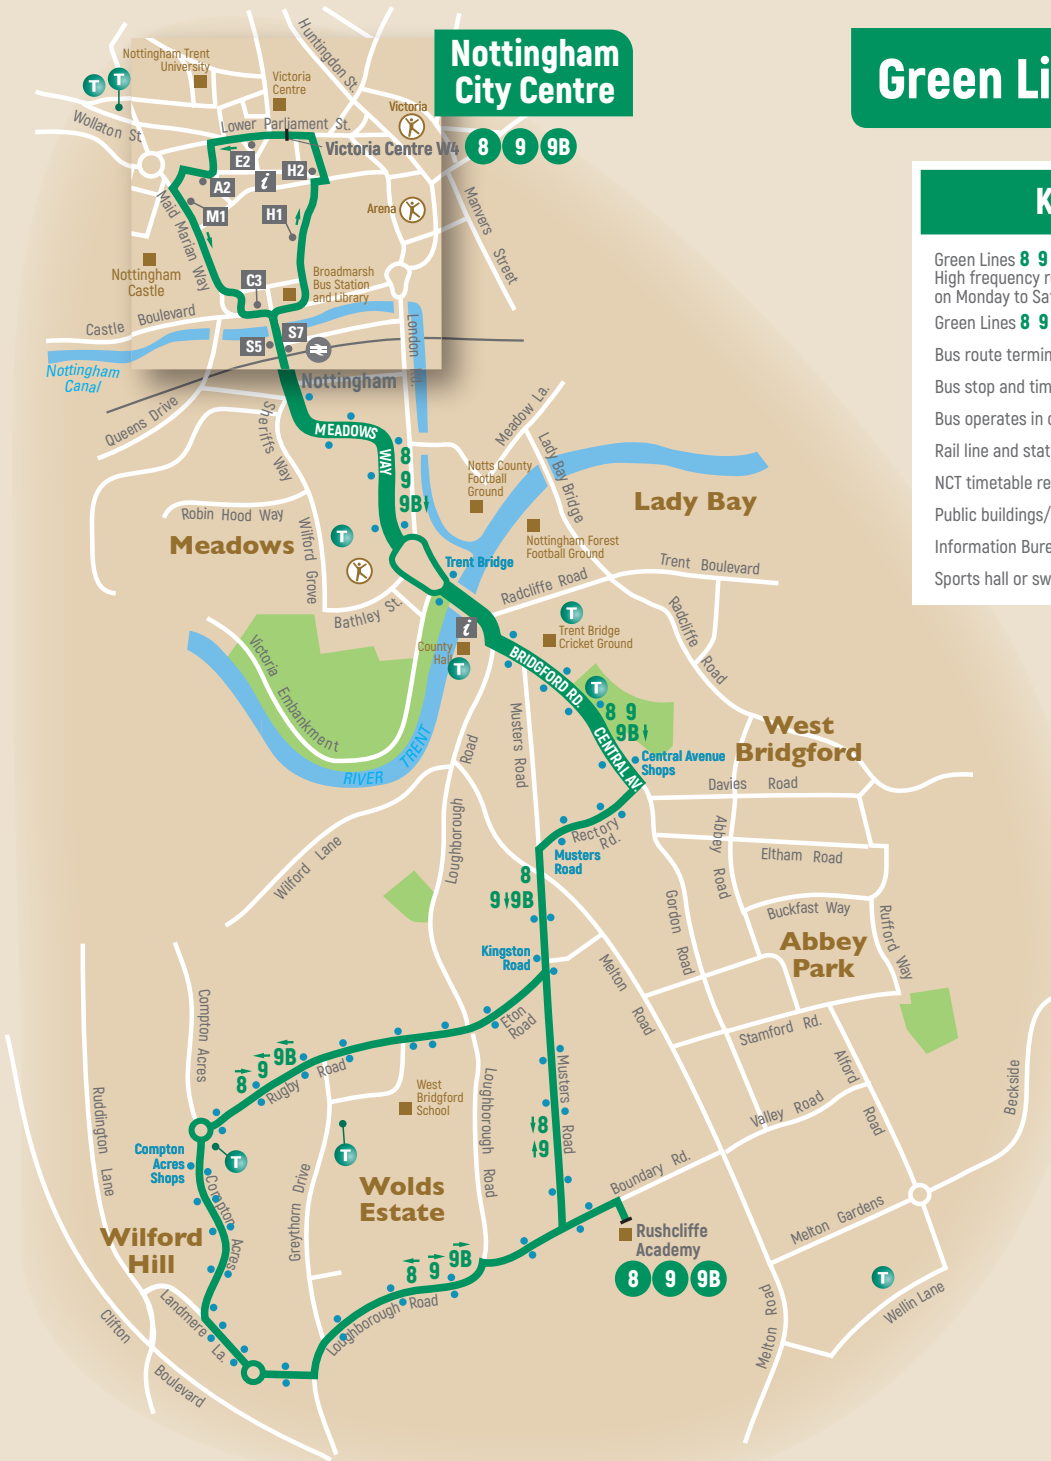 Nottingham
City Centre
8 9 9B
Green Li
K
Green Lines 8 9
High frequency r
on Monday to Sa
Green Lines 8 9
Bus route termin
Bus stop and tim
Bus operates in
Rail line and stat
NCT timetable re
Public buildings/
Information Bure
Sports hall or sw
Nottingham Trent
University
Huntingdon St.
Victoria
Centre
Victoria
T
T
Wollaton St
Lower Parliament St.
Victoria Centre W4
E2
H2
i
A2
M1
H1
Arena
Maid Marian Way
Manvers Street
Nottingham
Castle
C3
Broadmarsh
Bus Station
and Library
Castle Boulevard
S7
S5
London Rd.
Nottingham
Canal
Nottingham
Queens Drive
Sheriffs Way
MEADOWS
WAY
8
9
9B
Meadow La.
Lady Bay Bridge
Notts County
Football
Ground
Lady Bay
Robin Hood Way
Meadows
Wilford Grove
T
Nottingham Forest
Football Ground
Trent Bridge
Trent Boulevard
Radcliffe Road
Radcliffe Road
Bathley St.
T
Trent Bridge
Cricket Ground
i
County
Hall
T
Victoria Embankment
BRIDGFORD RD.
T
8 9
9B
West
Bridgford
RIVER TRENT
Musters Road
CENTRAL AV.
Central Avenue
Shops
Davies Road
Loughborough Road
Wilford Lane
Rectory
Rd.
Musters
Road
Abbey Road
Eltham Road
8
9 9B
Gordon Road
Buckfast Way
Rufford Way
Abbey
Park
Kingston
Road
Melton Road
Compton Acres
Eton
Road
Stamford Rd.
9B
9
8
Rugby Road
Alford Road
Beckside
Ruddington Lane
West
Bridgford
School
Loughborough Road
Musters Road
8
9
Valley Road
Compton
Acres
Shops
T
T
Compton Acres
Greythorn Drive
Wolds
Estate
Boundary Rd.
Wilford
Hill
Rushcliffe
Academy
8 9 9B
Melton Gardens
8 9 9B
T
Landmere La.
Loughborough Road
Wellin Lane
Clifton Boulevard
Melton Road